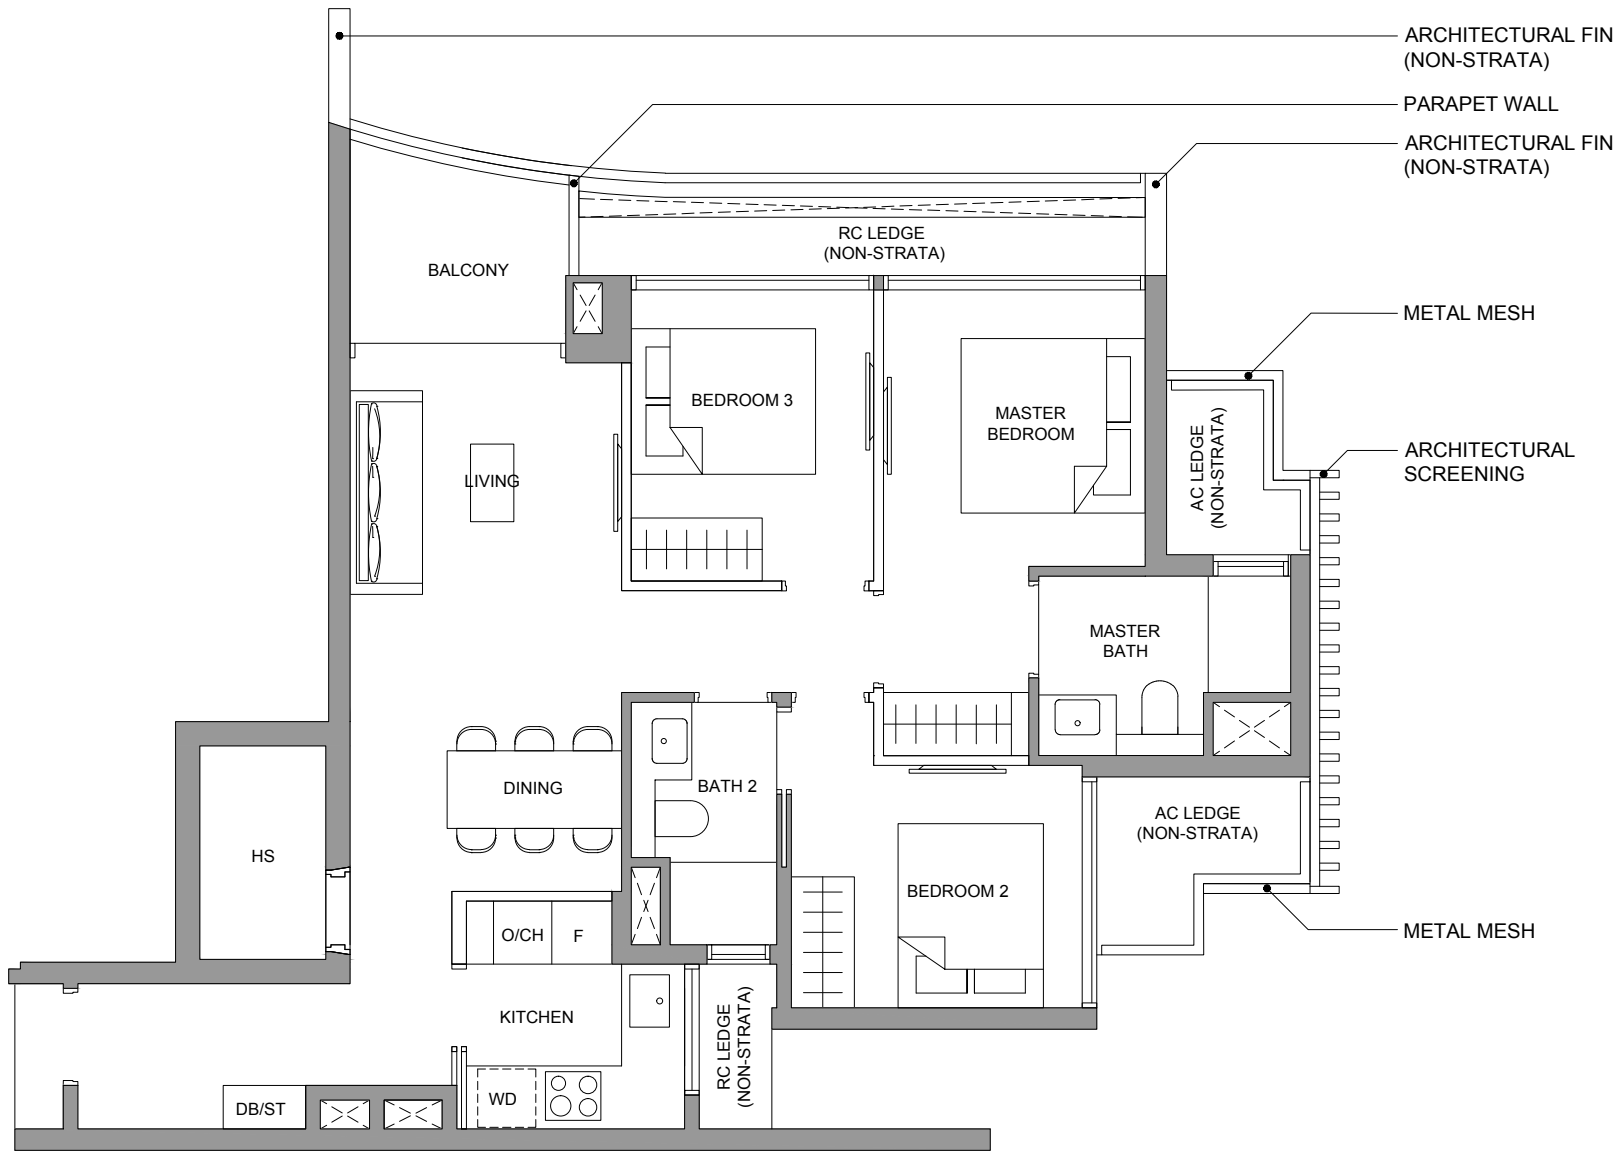 ARCHITECTURAL FIN
(NON-STRATA)
PARAPET WALL
ARCHITECTURAL FIN
(NON-STRATA)
RC LEDGE
(NON-STRATA)
BALCONY
METAL MESH
BEDROOM 3
MASTER
BEDROOM
AC LEDGE
(NON-STRATA)
ARCHITECTURAL
SCREENING
LIVING
MASTER
BATH
DINING
BATH 2
AC LEDGE
(NON-STRATA)
HS
BEDROOM 2
O/CH
F
METAL MESH
KITCHEN
RC LEDGE
(NON-STRATA)
WD
DB/ST